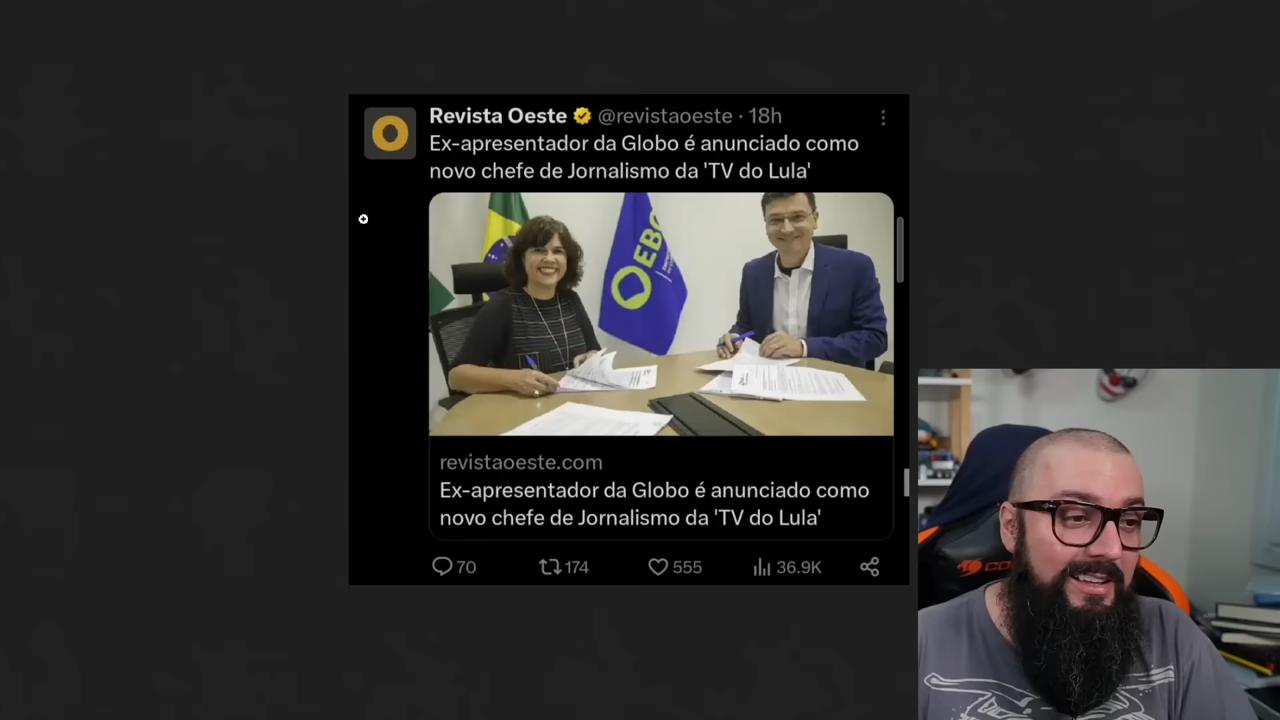 Revista Oeste @revistaoeste · 18h
Ex-apresentador da Globo é anunciado como
novo chefe de Jornalismo da 'TV do Lula'
EBC
revistaoeste.com
Ex-apresentador da Globo é anunciado como
novo chefe de Jornalismo da 'TV do Lula'
70 174 555 36.9K